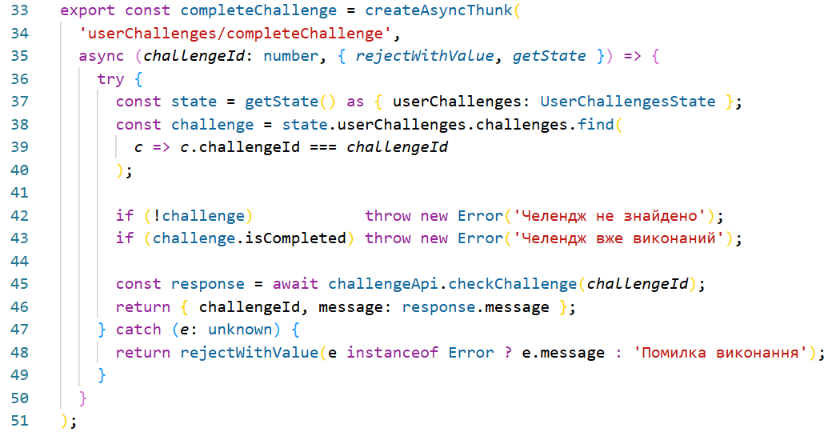 33 export const completeChallenge = createAsyncThunk(
34   'userChallenges/completeChallenge',
35   async (challengeId: number, { rejectWithValue, getState }) => {
36     try {
37       const state = getState() as { userChallenges: UserChallengesState };
38       const challenge = state.userChallenges.challenges.find(
39         c => c.challengeId === challengeId
40       );
41
42       if (!challenge)            throw new Error('Челендж не знайдено');
43       if (challenge.isCompleted) throw new Error('Челендж вже виконаний');
44
45       const response = await challengeApi.checkChallenge(challengeId);
46       return { challengeId, message: response.message };
47     } catch (e: unknown) {
48       return rejectWithValue(e instanceof Error ? e.message : 'Помилка виконання');
49     }
50   }
51 );